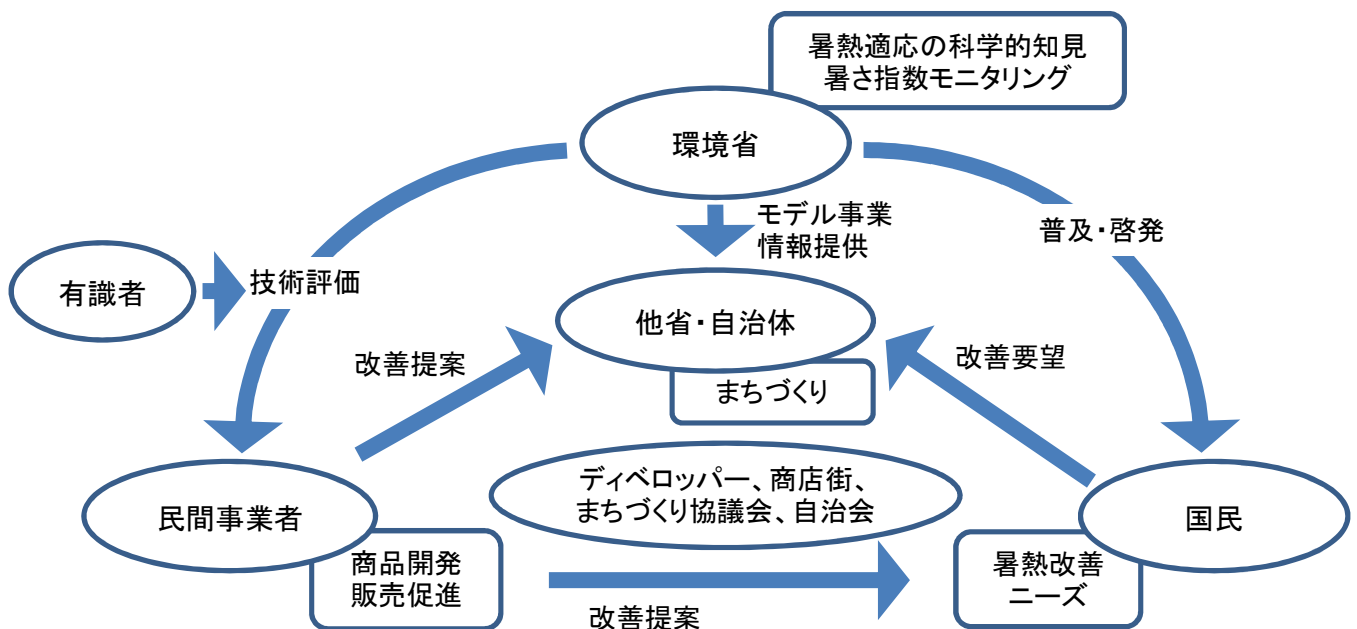 暑熱適応の科学的知見
暑さ指数モニタリング
環境省
モデル事業
情報提供
普及・啓発
有識者
技術評価
他省・自治体
改善提案
改善要望
まちづくり
ディベロッパー、商店街、
まちづくり協議会、自治会
民間事業者
国民
商品開発
販売促進
暑熱改善
ニーズ
改善提案